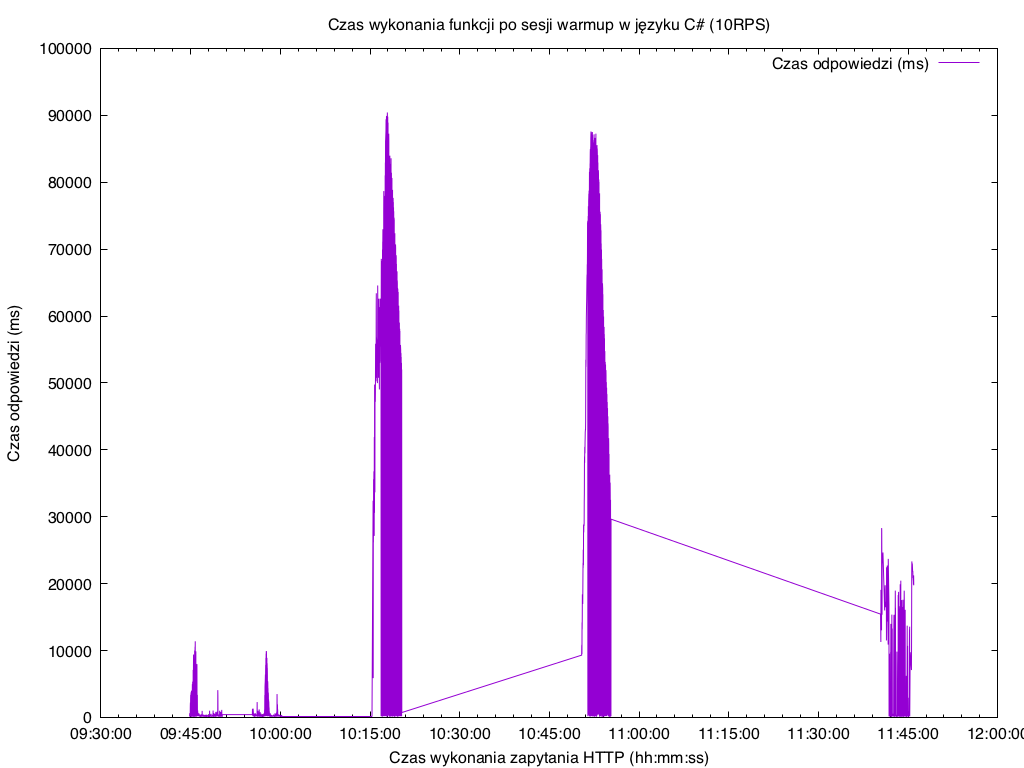 Czas wykonania funkcji po sesji warmup w języku C# (10RPS)
Czas odpowiedzi (ms)
100000
90000
80000
70000
60000
50000
40000
30000
20000
10000
0
Czas odpowiedzi (ms)
09:30:00 09:45:00 10:00:00 10:15:00 10:30:00 10:45:00 11:00:00 11:15:00 11:30:00 11:45:00 12:00:00
Czas wykonania zapytania HTTP (hh:mm:ss)